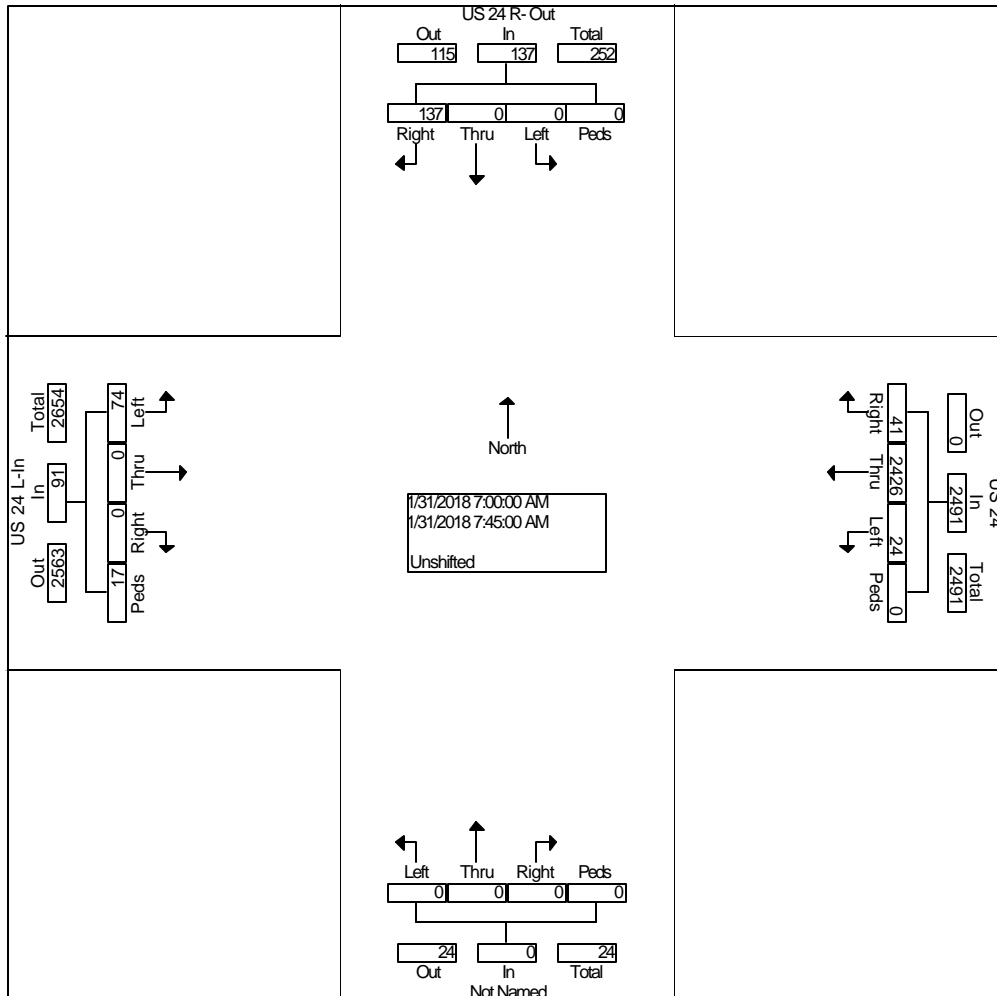 US 24 R- Out
Out In Total
115 137 252
137 0 0 0
Right Thru Left Peds
US 24 L-In
Total In Out
2654 91 2563
74 0 0 17
Left Thru Right Peds
North
1/31/2018 7:00:00 AM
1/31/2018 7:45:00 AM
Unshifted
Right Thru Left Peds
41 2426 24 0
Out In Total
0 2491 2491
US 24
Left Thru Right Peds
0 0 0 0
24 0 24
Out In Total
Not Named